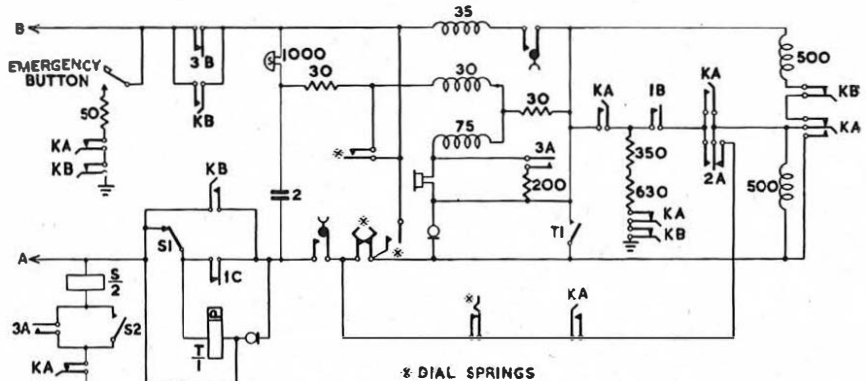 B
35
3 B
KB
1000
30
30
30
75
EMERGENCY
BUTTON
50
KA
KB
KA
1B
KA
500
KB
KA
※
3A
200
350
630
KA
KB
2A
500
KB
2
※
※
T1
A
S1
1C
S
2
3A
S2
KA
a
T
1
※
KA
※ DIAL SPRINGS